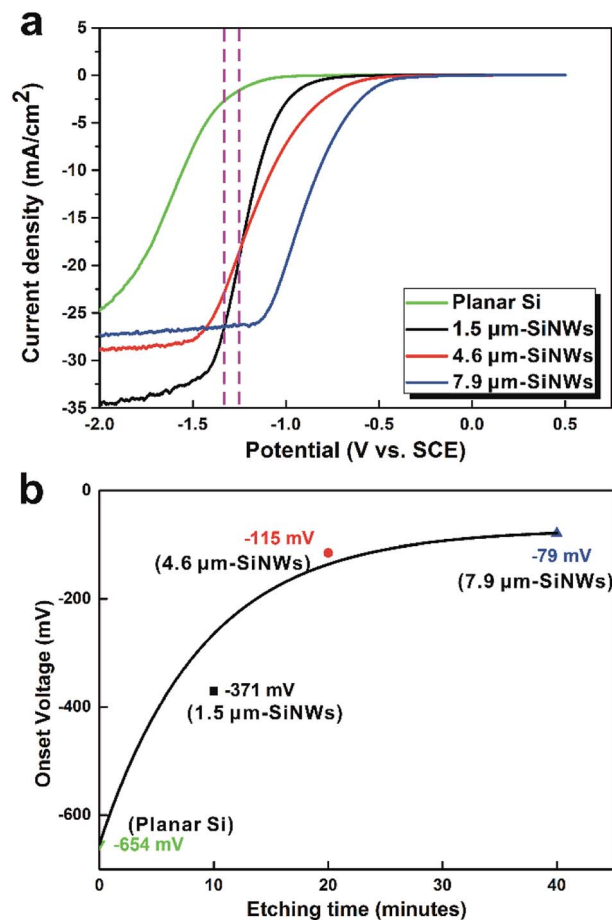 a
5
0
-5
-10
-15
-20
-25
-30
-35
Current density (mA/cm²)
Planar Si
1.5 µm-SiNWs
4.6 µm-SiNWs
7.9 µm-SiNWs
-2.0 -1.5 -1.0 -0.5 0.0 0.5
Potential (V vs. SCE)
b
0
-200
-400
-600
Onset Voltage (mV)
-115 mV
(4.6 µm-SiNWs)
-79 mV
(7.9 µm-SiNWs)
-371 mV
(1.5 µm-SiNWs)
(Planar Si)
-654 mV
0 10 20 30 40
Etching time (minutes)